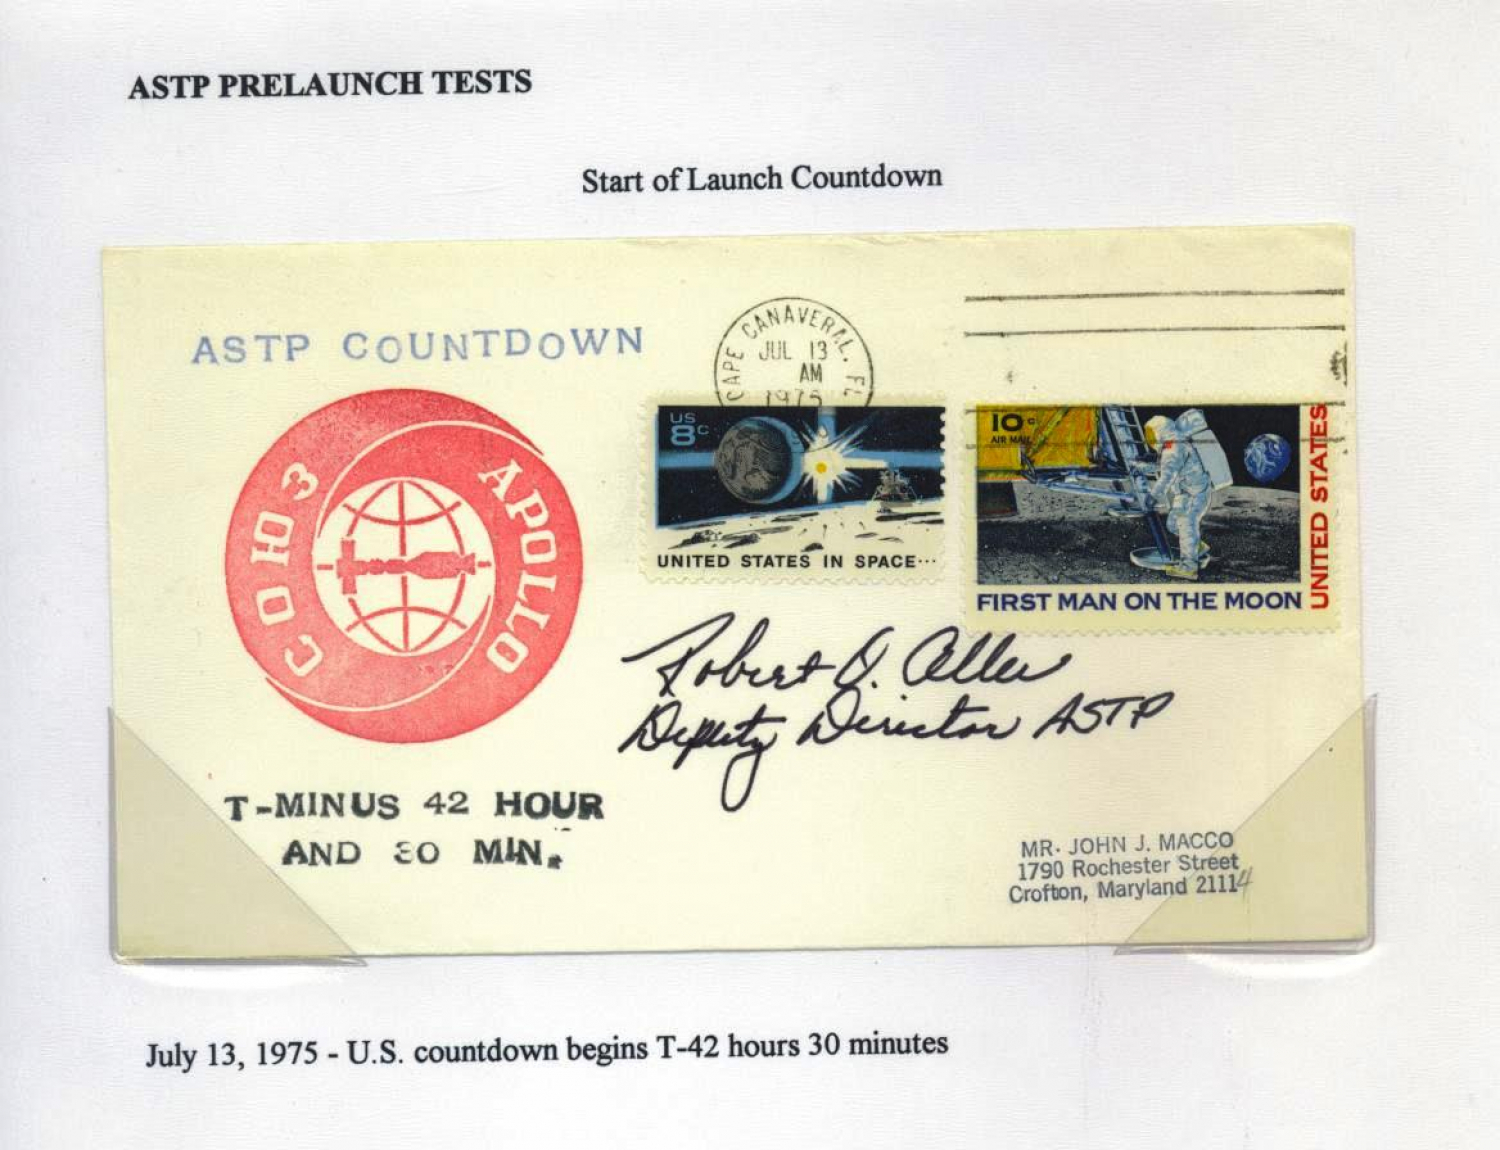 ASTP PRELAUNCH TESTS
Start of Launch Countdown
ASTP COUNTDOWN
CAPE CANAVERAL, FL
JUL 13
AM
1975
СОЮЗ
APOLLO
US
8c
UNITED STATES IN SPACE...
10c
AIR MAIL
FIRST MAN ON THE MOON
UNITED STATES
Robert O. Aller
Deputy Director ASTP
T-MINUS 42 HOUR
AND 30 MIN.
MR. JOHN J. MACCO
1790 Rochester Street
Crofton, Maryland 21114
July 13, 1975 - U.S. countdown begins T-42 hours 30 minutes